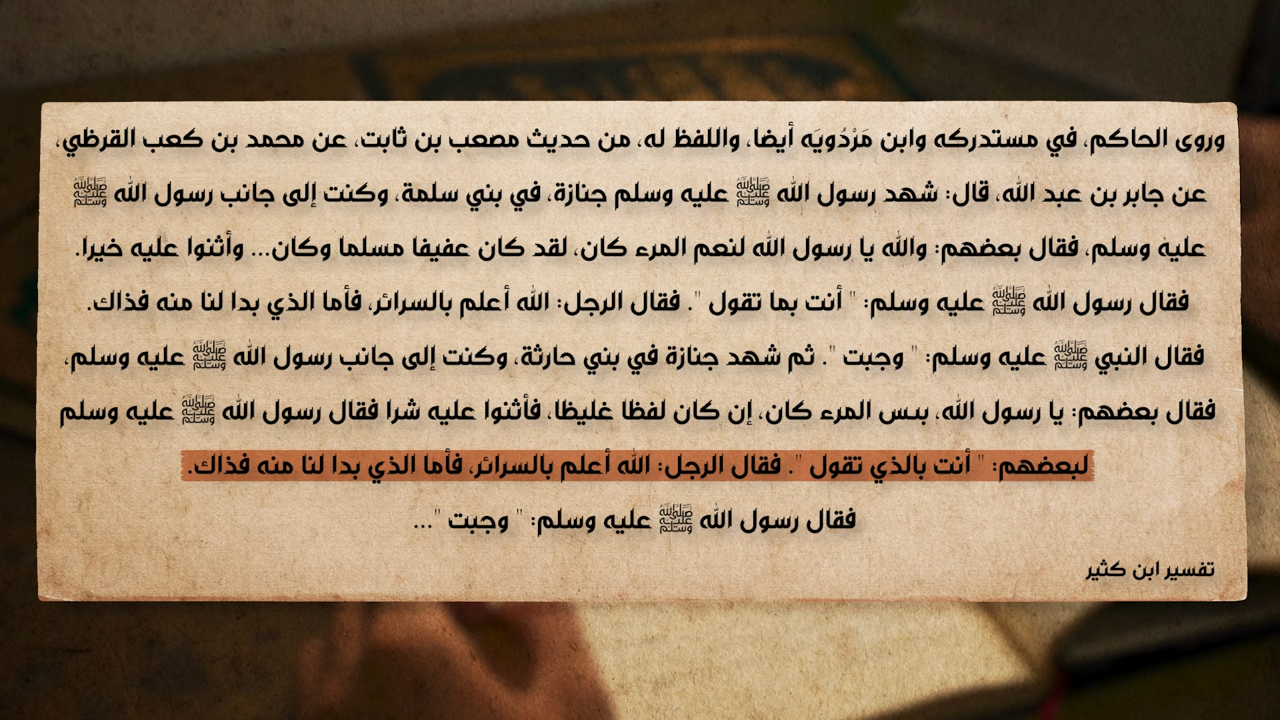 وروى الحاكم، في مستدركه وابن مَرْدُويَه أيضا، واللفظ له، من حديث مصعب بن ثابت، عن محمد بن كعب القرظي،
عن جابر بن عبد الله، قال: شهد رسول الله ﷺ عليه وسلم جنازة، في بني سلمة، وكنت إلى جانب رسول الله ﷺ
عليه وسلم، فقال بعضهم: والله يا رسول الله لنعم المرء كان، لقد كان عفيفا مسلما وكان... وأثنوا عليه خيرا.
فقال رسول الله ﷺ عليه وسلم: " أنت بما تقول ". فقال الرجل: الله أعلم بالسرائر، فأما الذي بدا لنا منه فذاك.
فقال النبي ﷺ عليه وسلم: " وجبت ". ثم شهد جنازة في بني حارثة، وكنت إلى جانب رسول الله ﷺ عليه وسلم،
فقال بعضهم: يا رسول الله، بىس المرء كان، إن كان لفظا غليظا، فأثنوا عليه شرا فقال رسول الله ﷺ عليه وسلم
لبعضهم: " أنت بالذي تقول ". فقال الرجل: الله أعلم بالسرائر، فأما الذي بدا لنا منه فذاك.
فقال رسول الله ﷺ عليه وسلم: " وجبت "...
تفسير ابن كثير